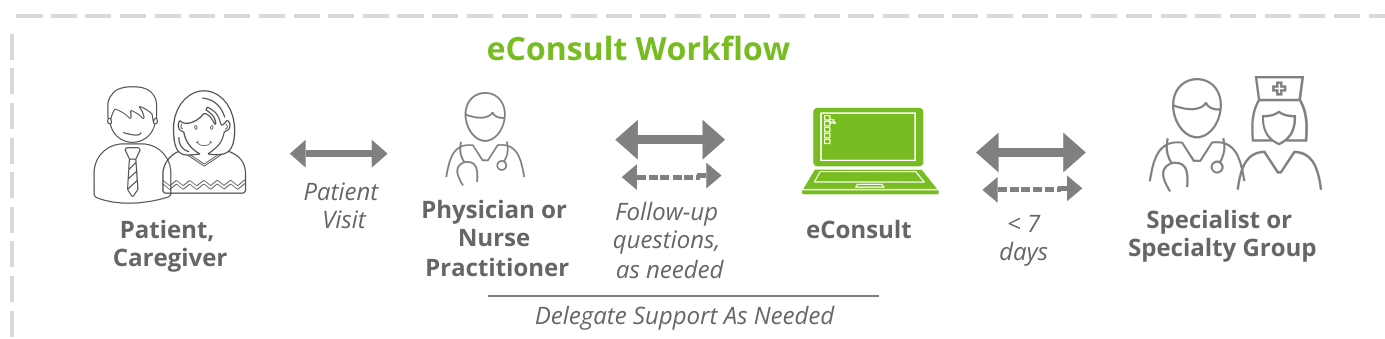 eConsult Workflow
Patient,
Caregiver
Patient
Visit
Physician or
Nurse
Practitioner
Follow-up
questions,
as needed
eConsult
< 7
days
Specialist or
Specialty Group
Delegate Support As Needed